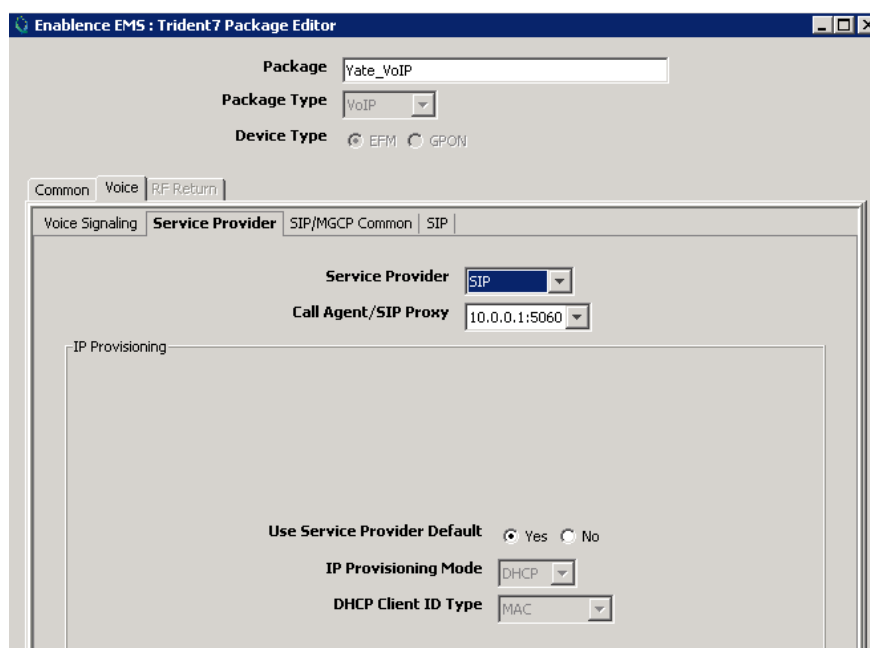 Enablence EMS : Trident7 Package Editor
Package Yate_VoIP
Package Type VoIP
Device Type EFM GPON
Common Voice RF Return
Voice Signaling Service Provider SIP/MGCP Common SIP
Service Provider SIP
Call Agent/SIP Proxy 10.0.0.1:5060
IP Provisioning
Use Service Provider Default Yes No
IP Provisioning Mode DHCP
DHCP Client ID Type MAC